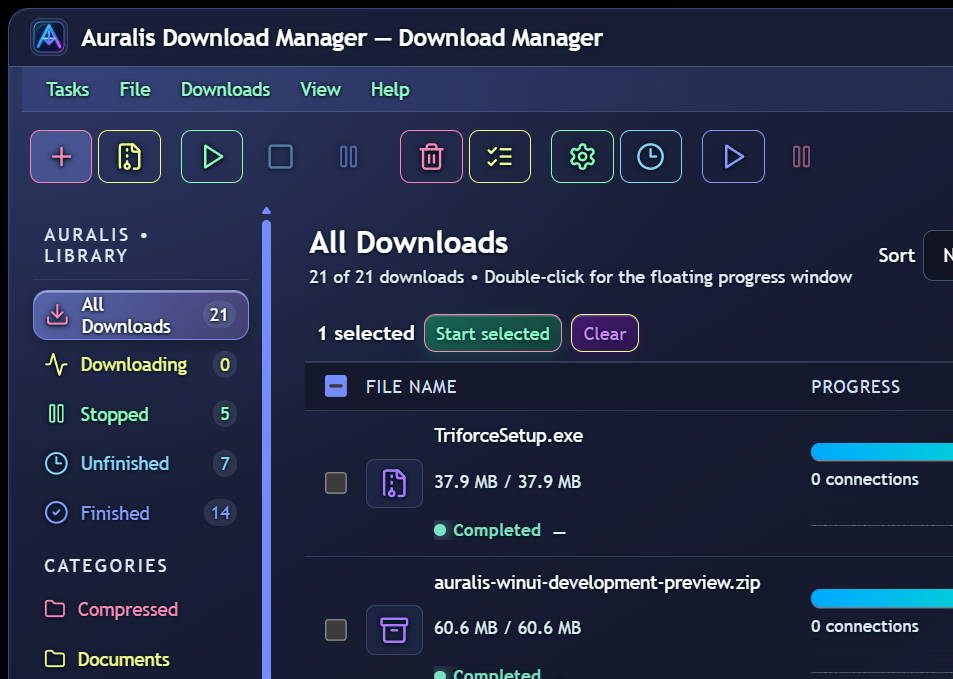 Auralis Download Manager — Download Manager
Tasks File Downloads View Help
AURALIS •
LIBRARY
All
Downloads 21
Downloading 0
Stopped 5
Unfinished 7
Finished 14
CATEGORIES
Compressed
Documents
All Downloads
21 of 21 downloads • Double-click for the floating progress window
Sort N
1 selected Start selected Clear
FILE NAME PROGRESS
TriforceSetup.exe
37.9 MB / 37.9 MB
0 connections
Completed —
auralis-winui-development-preview.zip
60.6 MB / 60.6 MB
0 connections
Completed